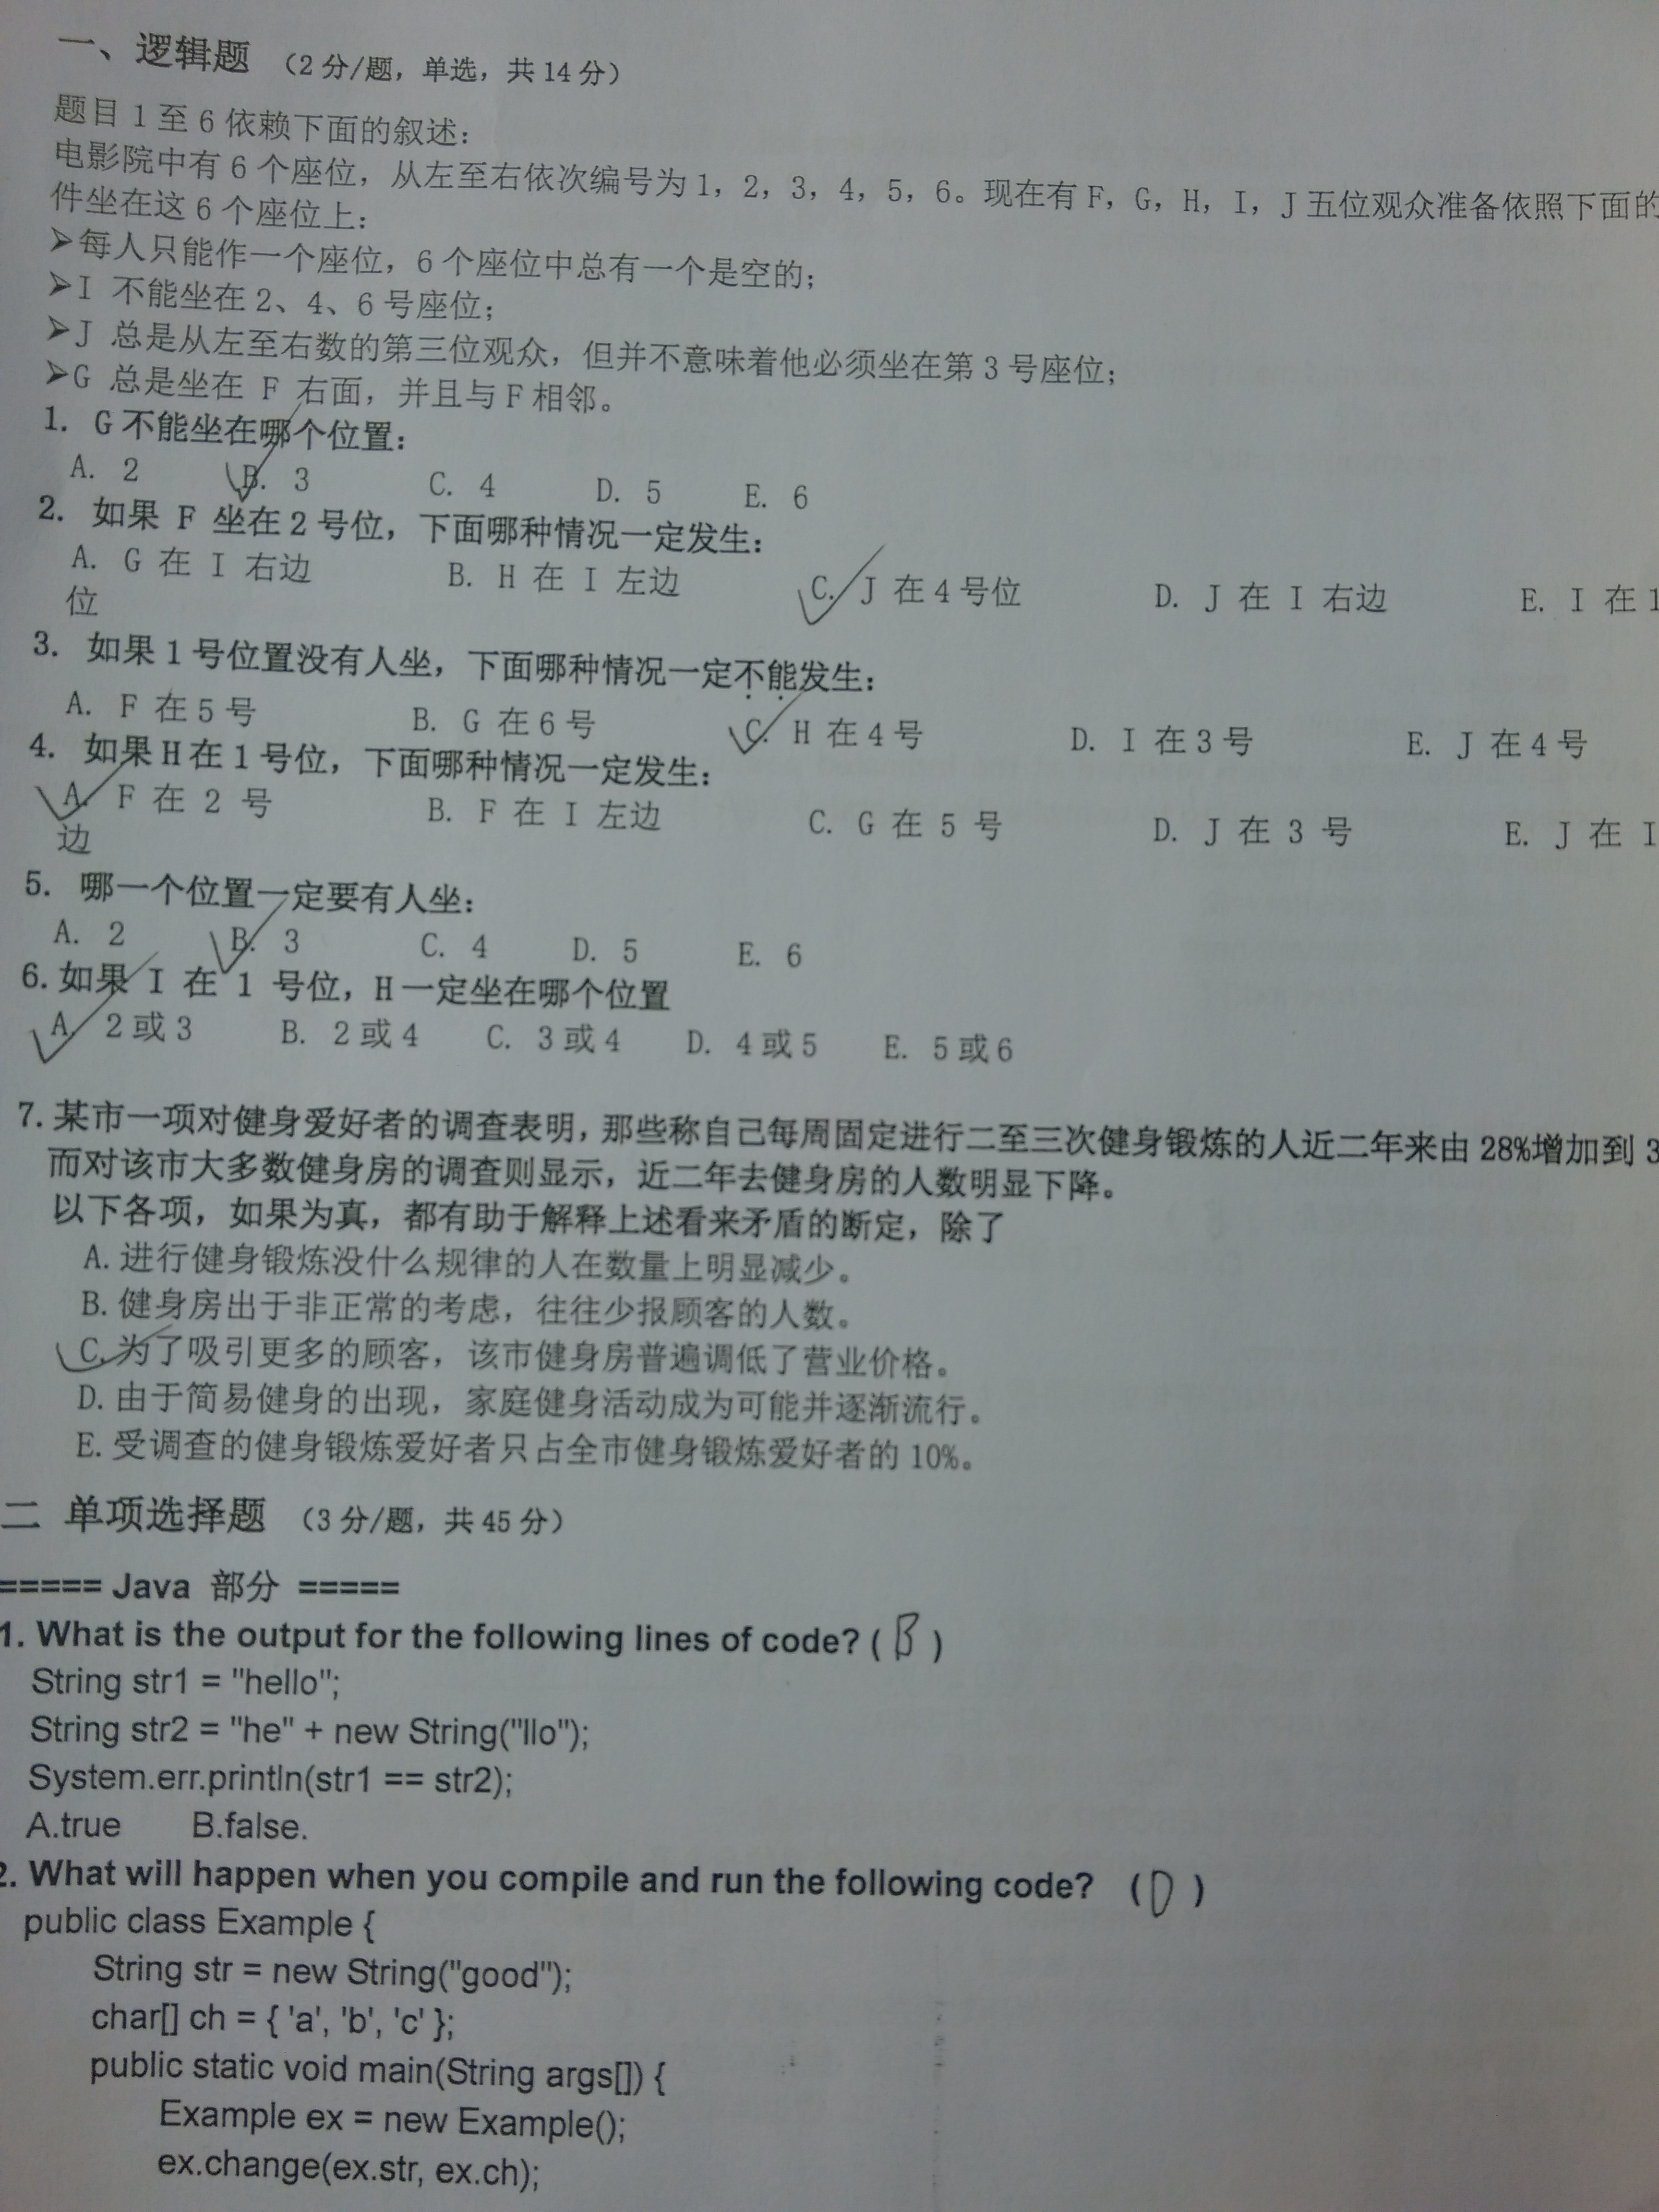 一、逻辑题 （2分/题，单选，共14分）
题目1至6依赖下面的叙述：
电影院中有6个座位，从左至右依次编号为1，2，3，4，5，6。现在有F，G，H，I，J五位观众准备依照下面的
件坐在这6个座位上：
➢每人只能作一个座位，6个座位中总有一个是空的；
➢I 不能坐在2、4、6号座位；
➢J 总是从左至右数的第三位观众，但并不意味着他必须坐在第3号座位；
➢G 总是坐在 F 右面，并且与F相邻。
1. G不能坐在哪个位置：
A. 2 B. 3 C. 4 D. 5 E. 6
2. 如果 F 坐在2号位，下面哪种情况一定发生：
A. G 在 I 右边 B. H 在 I 左边 C. J 在4号位 D. J 在 I 右边 E. I 在1
位
3. 如果1号位置没有人坐，下面哪种情况一定不能发生：
A. F 在5号 B. G 在6号 C. H 在4号 D. I 在3号 E. J 在4号
4. 如果H在1号位，下面哪种情况一定发生：
A. F 在 2 号 B. F 在 I 左边 C. G 在 5 号 D. J 在 3 号 E. J 在 I
边
5. 哪一个位置一定要有人坐：
A. 2 B. 3 C. 4 D. 5 E. 6
6.如果 I 在 1 号位，H一定坐在哪个位置
A. 2或3 B. 2或4 C. 3或4 D. 4或5 E. 5或6
7.某市一项对健身爱好者的调查表明，那些称自己每周固定进行二至三次健身锻炼的人近二年来由28%增加到3
而对该市大多数健身房的调查则显示，近二年去健身房的人数明显下降。
以下各项，如果为真，都有助于解释上述看来矛盾的断定，除了
A.进行健身锻炼没什么规律的人在数量上明显减少。
B.健身房出于非正常的考虑，往往少报顾客的人数。
C.为了吸引更多的顾客，该市健身房普遍调低了营业价格。
D.由于简易健身的出现，家庭健身活动成为可能并逐渐流行。
E.受调查的健身锻炼爱好者只占全市健身锻炼爱好者的10%。
二 单项选择题 （3分/题，共45分）
===== Java 部分 =====
1. What is the output for the following lines of code? ( B )
String str1 = "hello";
String str2 = "he" + new String("llo");
System.err.println(str1 == str2);
A.true B.false.
2. What will happen when you compile and run the following code? ( D )
public class Example {
String str = new String("good");
char[] ch = { 'a', 'b', 'c' };
public static void main(String args[]) {
Example ex = new Example();
ex.change(ex.str, ex.ch);